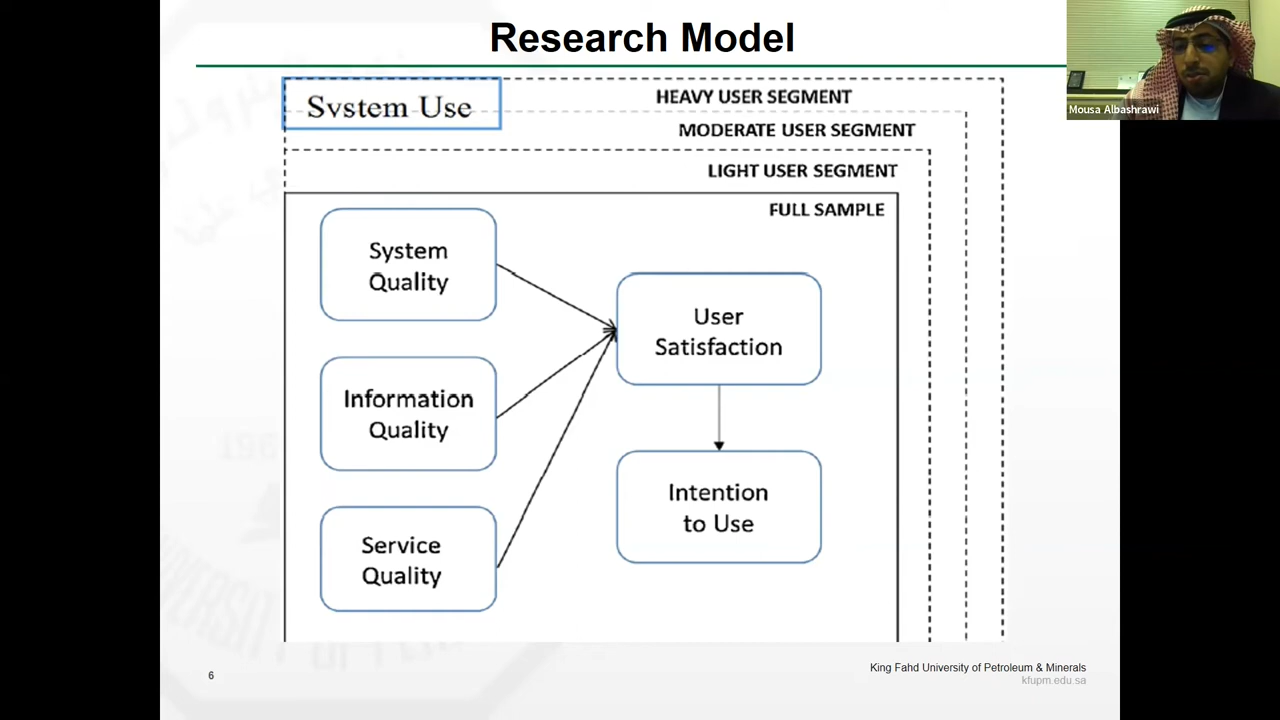 Research Model
Mousa Albashrawi
System Use
HEAVY USER SEGMENT
MODERATE USER SEGMENT
LIGHT USER SEGMENT
FULL SAMPLE
System
Quality
User
Satisfaction
Information
Quality
Intention
to Use
Service
Quality
6
King Fahd University of Petroleum & Minerals
kfupm.edu.sa